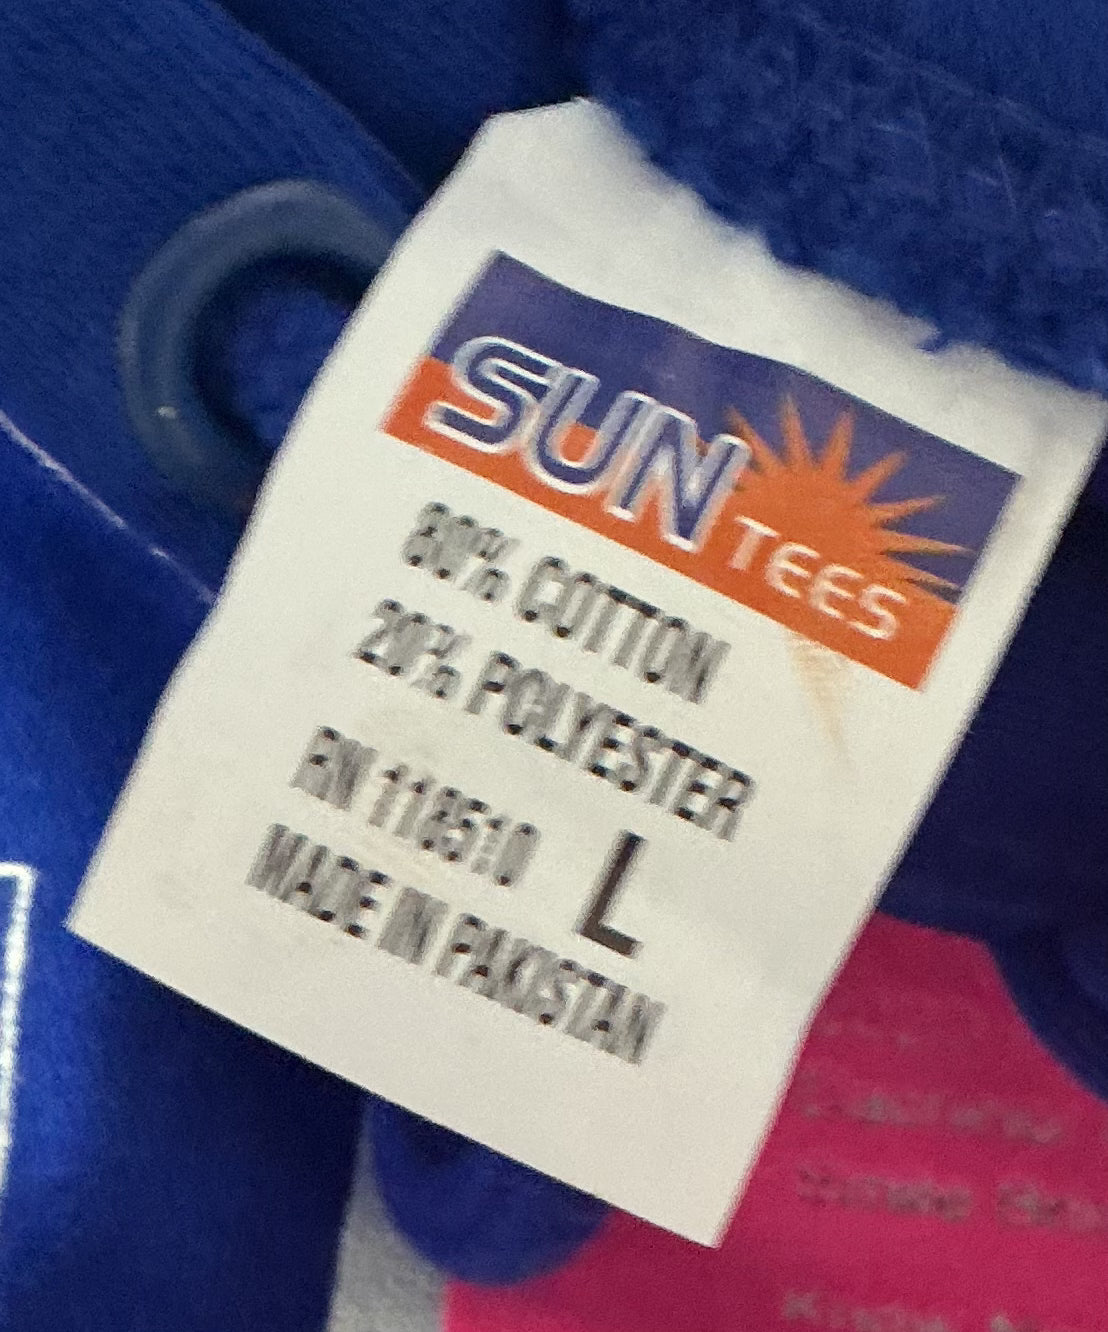 SUN
TEES
80% COTTON
20% POLYESTER
RN 118510
L
MADE IN PAKISTAN